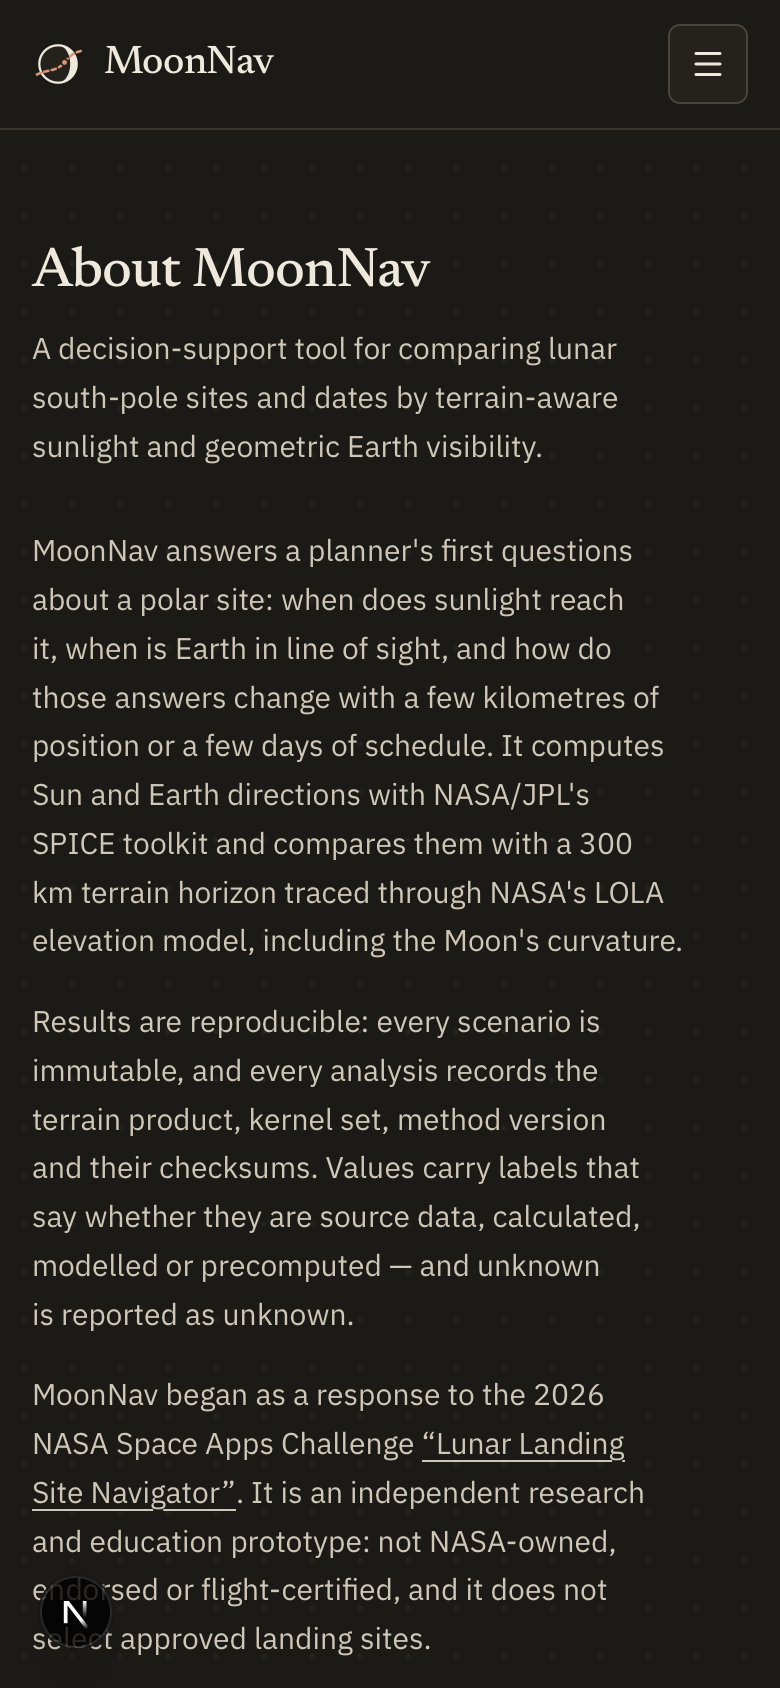 MoonNav
About MoonNav
A decision-support tool for comparing lunar
south-pole sites and dates by terrain-aware
sunlight and geometric Earth visibility.
MoonNav answers a planner's first questions
about a polar site: when does sunlight reach
it, when is Earth in line of sight, and how do
those answers change with a few kilometres of
position or a few days of schedule. It computes
Sun and Earth directions with NASA/JPL's
SPICE toolkit and compares them with a 300
km terrain horizon traced through NASA's LOLA
elevation model, including the Moon's curvature.
Results are reproducible: every scenario is
immutable, and every analysis records the
terrain product, kernel set, method version
and their checksums. Values carry labels that
say whether they are source data, calculated,
modelled or precomputed — and unknown
is reported as unknown.
MoonNav began as a response to the 2026
NASA Space Apps Challenge “Lunar Landing
Site Navigator”. It is an independent research
and education prototype: not NASA-owned,
endorsed or flight-certified, and it does not
select approved landing sites.
N